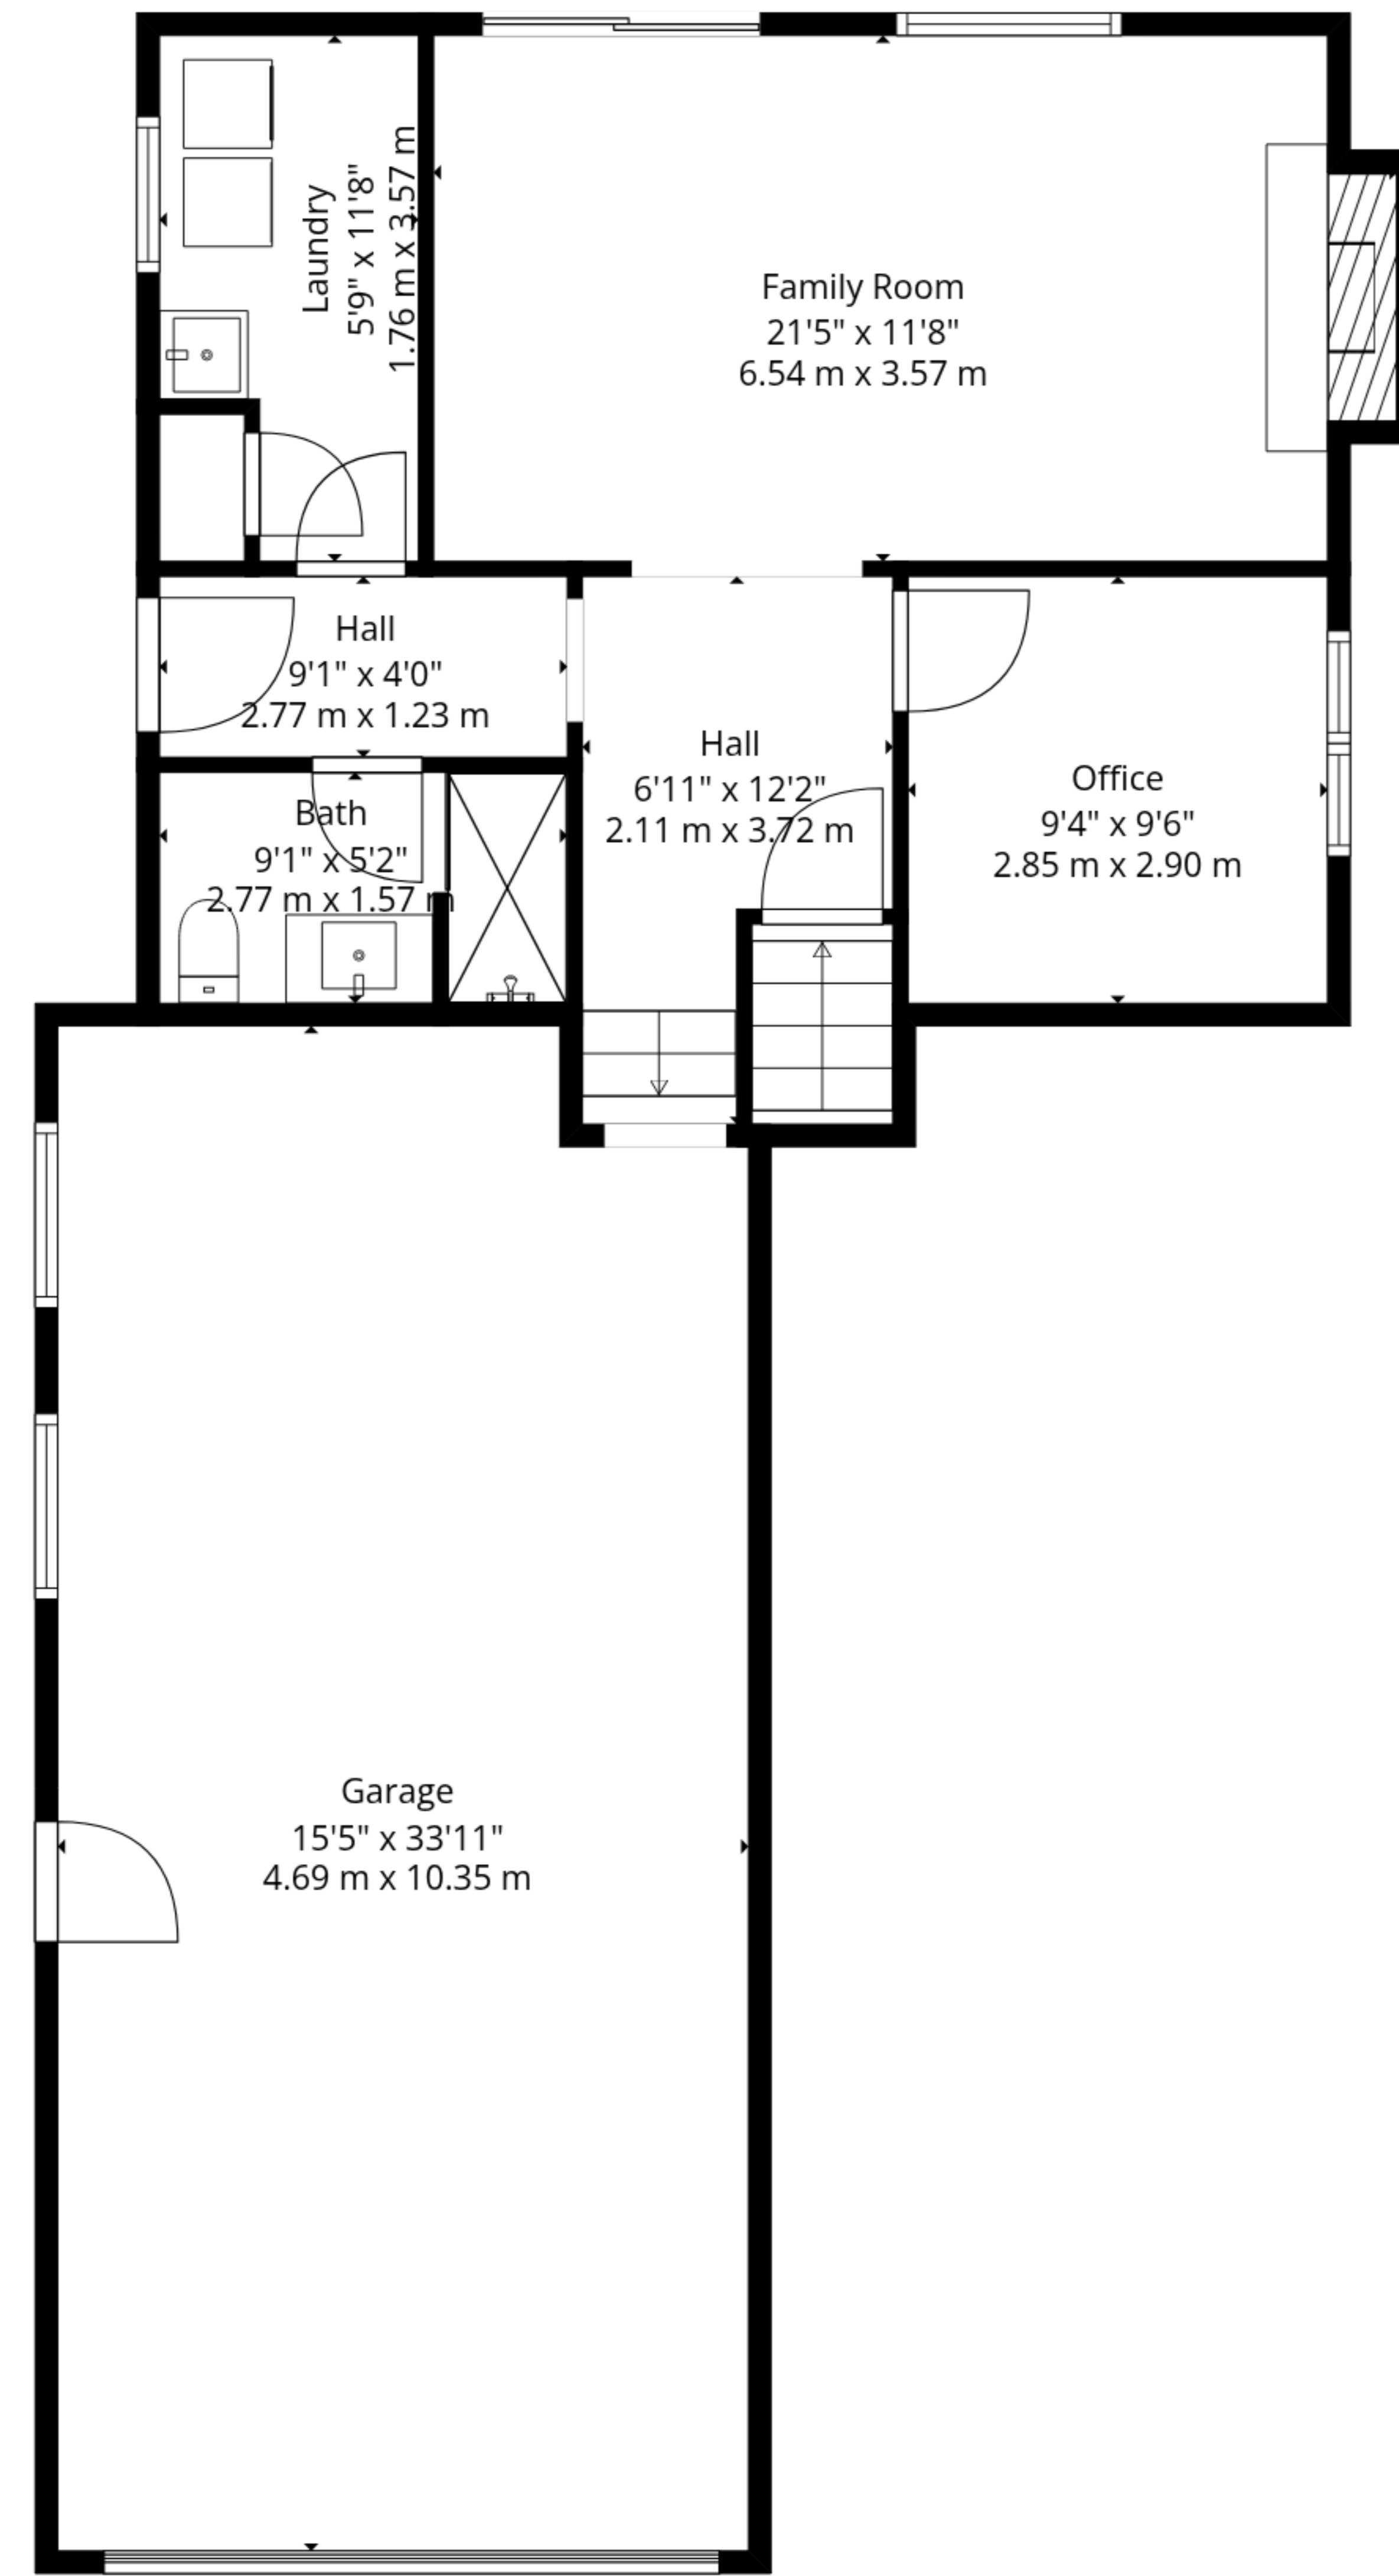 Laundry
5'9" x 11'8"
1.76 m x 3.57 m
Family Room
21'5" x 11'8"
6.54 m x 3.57 m
Hall
9'1" x 4'0"
2.77 m x 1.23 m
Hall
6'11" x 12'2"
2.11 m x 3.72 m
Office
9'4" x 9'6"
2.85 m x 2.90 m
Bath
9'1" x 5'2"
2.77 m x 1.57 m
Garage
15'5" x 33'11"
4.69 m x 10.35 m